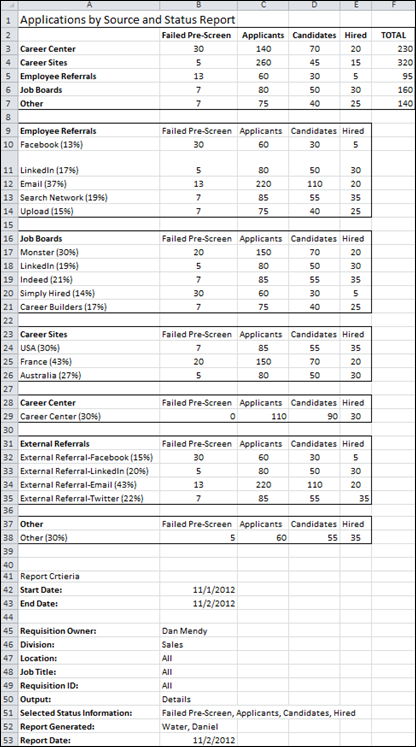 A B C D E F
1 Applications by Source and Status Report
2 Failed Pre-Screen Applicants Candidates Hired TOTAL
3 Career Center 30 140 70 20 230
4 Career Sites 5 260 45 15 320
5 Employee Referrals 13 60 30 5 95
6 Job Boards 7 80 50 30 160
7 Other 7 75 40 25 140
8
9 Employee Referrals Failed Pre-Screen Applicants Candidates Hired
10 Facebook (13%) 30 60 30 5
11 LinkedIn (17%) 5 80 50 30
12 Email (37%) 13 220 110 20
13 Search Network (19%) 7 85 55 35
14 Upload (15%) 7 75 40 25
15
16 Job Boards Failed Pre-Screen Applicants Candidates Hired
17 Monster (30%) 20 150 70 20
18 LinkedIn (19%) 5 80 50 30
19 Indeed (21%) 7 85 55 35
20 Simply Hired (14%) 30 60 30 5
21 Career Builders (17%) 7 75 40 25
22
23 Career Sites Failed Pre-Screen Applicants Candidates Hired
24 USA (30%) 7 85 55 35
25 France (43%) 20 150 70 20
26 Australia (27%) 5 80 50 30
27
28 Career Center Failed Pre-Screen Applicants Candidates Hired
29 Career Center (30%) 0 110 90 30
30
31 External Referrals Failed Pre-Screen Applicants Candidates Hired
32 External Referral-Facebook (15%) 30 60 30 5
33 External Referral-LinkedIn (20%) 5 80 50 30
34 External Referral-Email (43%) 13 220 110 20
35 External Referral-Twitter (22%) 7 85 55 35
36
37 Other Failed Pre-Screen Applicants Candidates Hired
38 Other (30%) 5 60 55 35
39
40
41 Report Crtieria
42 Start Date: 11/1/2012
43 End Date: 11/2/2012
44
45 Requisition Owner: Dan Mendy
46 Division: Sales
47 Location: All
48 Job Title: All
49 Requisition ID: All
50 Output: Details
51 Selected Status Information: Failed Pre-Screen, Applicants, Candidates, Hired
52 Report Generated: Water, Daniel
53 Report Date: 11/2/2012